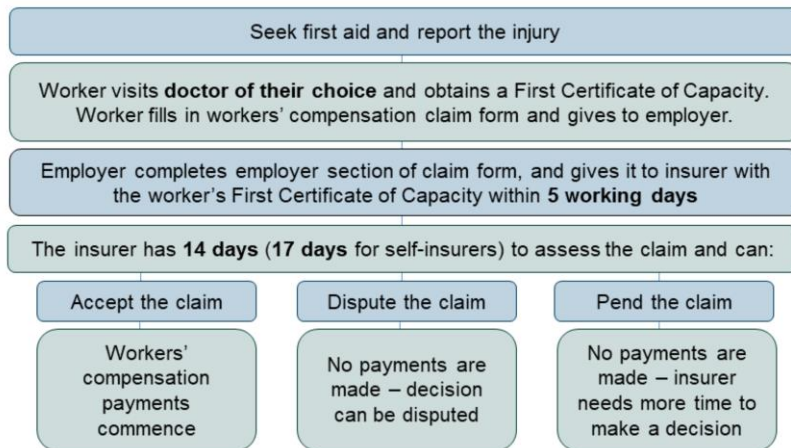 Seek first aid and report the injury
Worker visits doctor of their choice and obtains a First Certificate of Capacity.
Worker fills in workers' compensation claim form and gives to employer.
Employer completes employer section of claim form, and gives it to insurer with
the worker's First Certificate of Capacity within 5 working days
The insurer has 14 days (17 days for self-insurers) to assess the claim and can:
Accept the claim
Dispute the claim
Pend the claim
Workers'
compensation
payments
commence
No payments are
made – decision
can be disputed
No payments are
made – insurer
needs more time to
make a decision